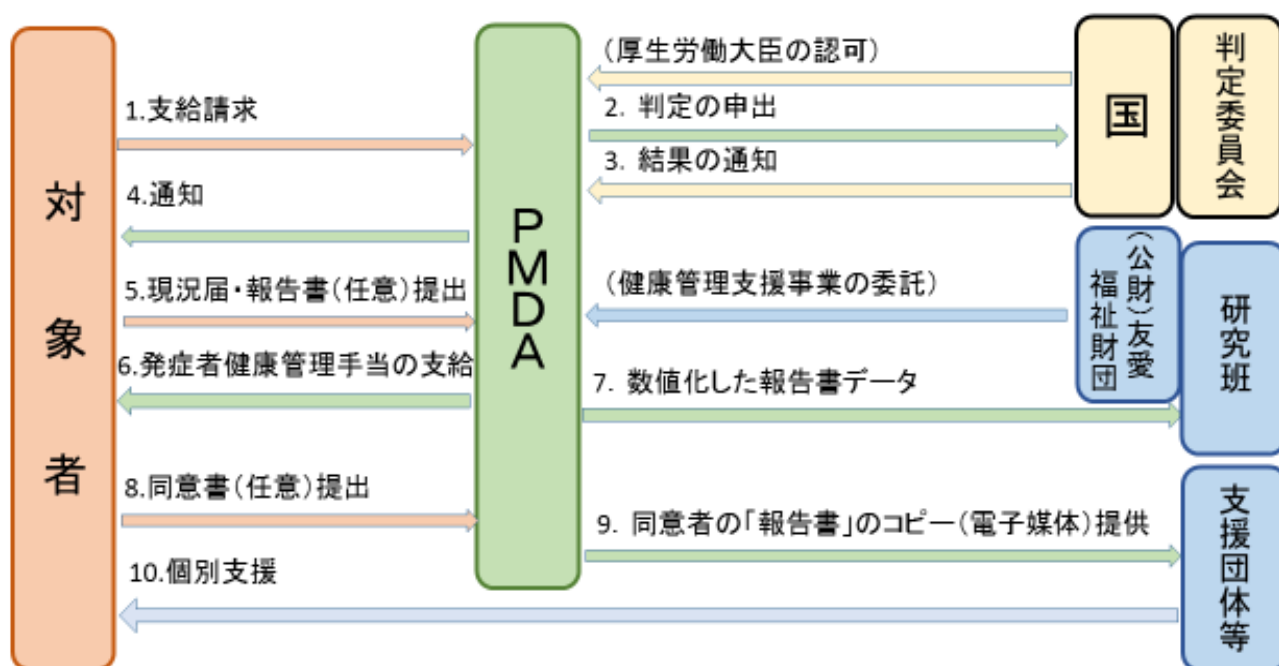 対象者
PMDA
国
判定委員会
(厚生労働大臣の認可)
1.支給請求
2. 判定の申出
3. 結果の通知
4.通知
(公財)友愛
福祉財団
研究班
5.現況届・報告書(任意)提出
(健康管理支援事業の委託)
6.発症者健康管理手当の支給
7. 数値化した報告書データ
8.同意書(任意)提出
9. 同意者の「報告書」のコピー(電子媒体)提供
支援団体等
10.個別支援